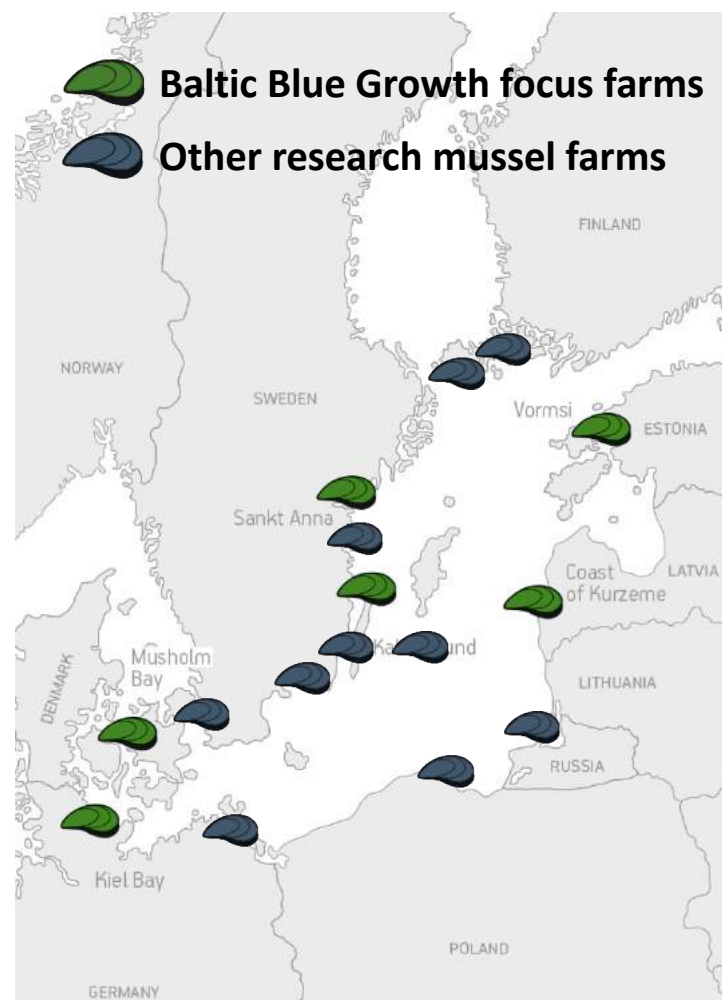 Baltic Blue Growth focus farms
Other research mussel farms
FINLAND
NORWAY
SWEDEN
Vormsi
ESTONIA
Sankt Anna
Coast
of Kurzeme
LATVIA
Musholm
Bay
DENMARK
LITHUANIA
RUSSIA
Kiel Bay
POLAND
GERMANY